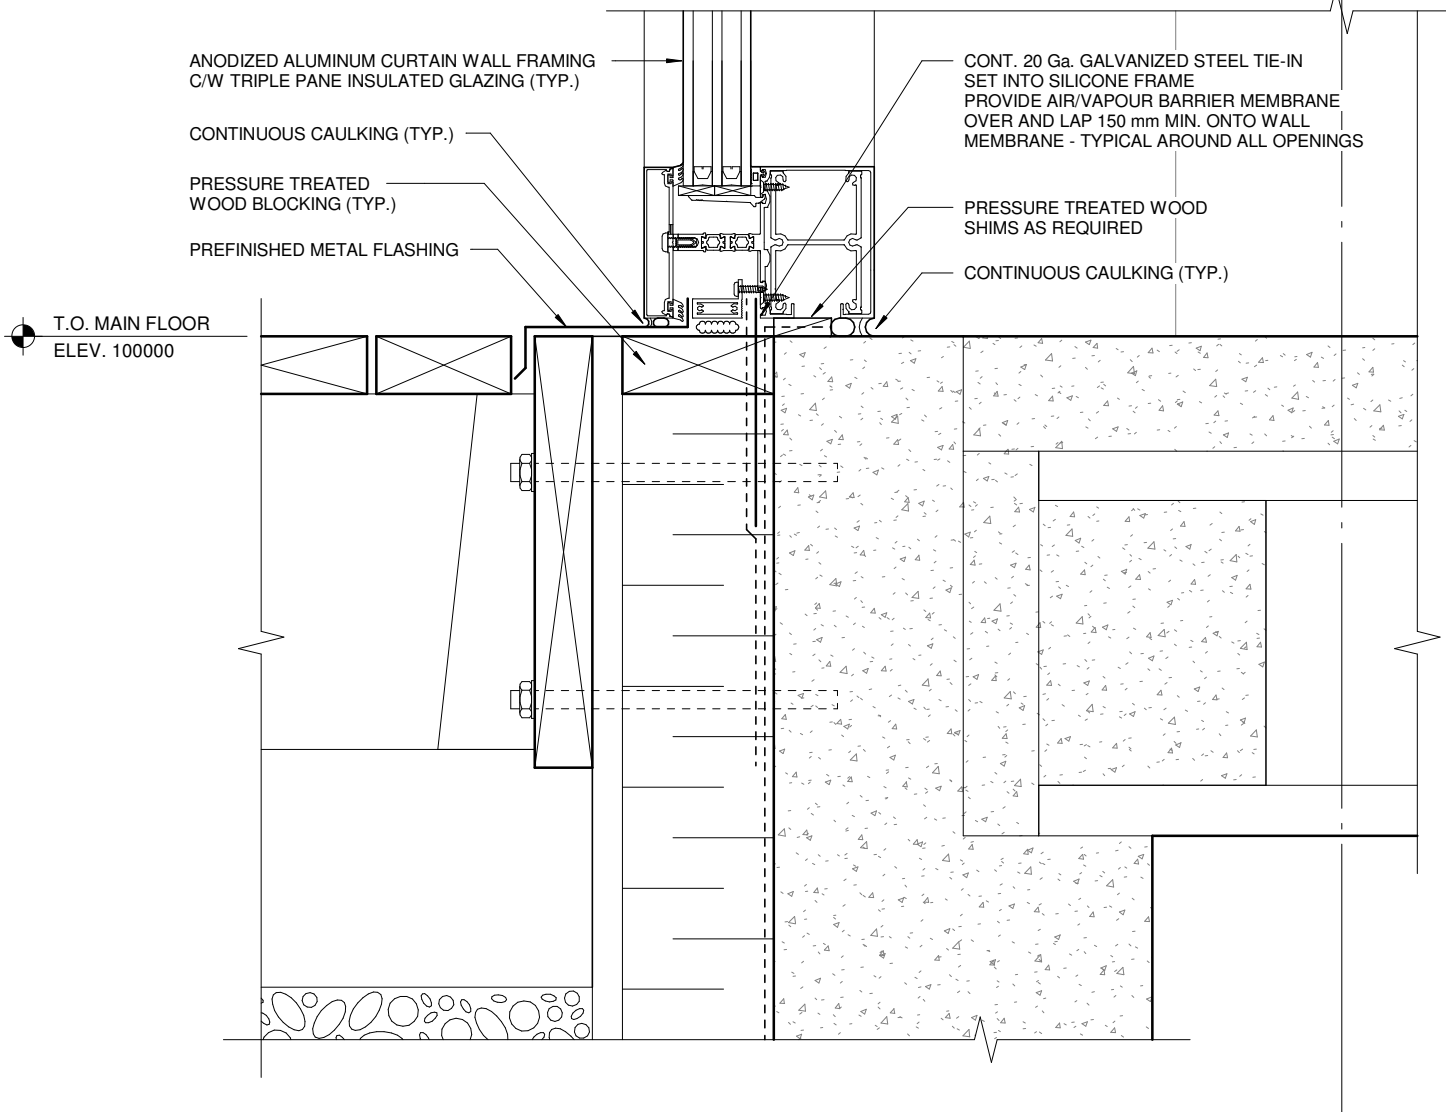 ANODIZED ALUMINUM CURTAIN WALL FRAMING
C/W TRIPLE PANE INSULATED GLAZING (TYP.)
CONTINUOUS CAULKING (TYP.)
PRESSURE TREATED
WOOD BLOCKING (TYP.)
PREFINISHED METAL FLASHING
T.O. MAIN FLOOR
ELEV. 100000
CONT. 20 Ga. GALVANIZED STEEL TIE-IN
SET INTO SILICONE FRAME
PROVIDE AIR/VAPOUR BARRIER MEMBRANE
OVER AND LAP 150 mm MIN. ONTO WALL
MEMBRANE - TYPICAL AROUND ALL OPENINGS
PRESSURE TREATED WOOD
SHIMS AS REQUIRED
CONTINUOUS CAULKING (TYP.)